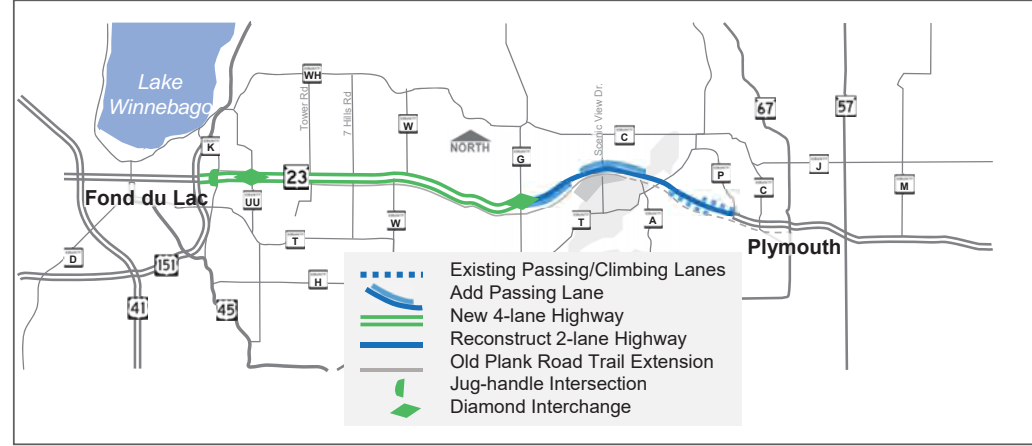 Lake
Winnebago
WH
Tower Rd
7 Hills Rd
W
NORTH
G
Scenic View Dr.
C
67
57
K
23
P
C
J
M
Fond du Lac
UU
W
T
T
A
Plymouth
D
151
H
41
45
Existing Passing/Climbing Lanes
Add Passing Lane
New 4-lane Highway
Reconstruct 2-lane Highway
Old Plank Road Trail Extension
Jug-handle Intersection
Diamond Interchange